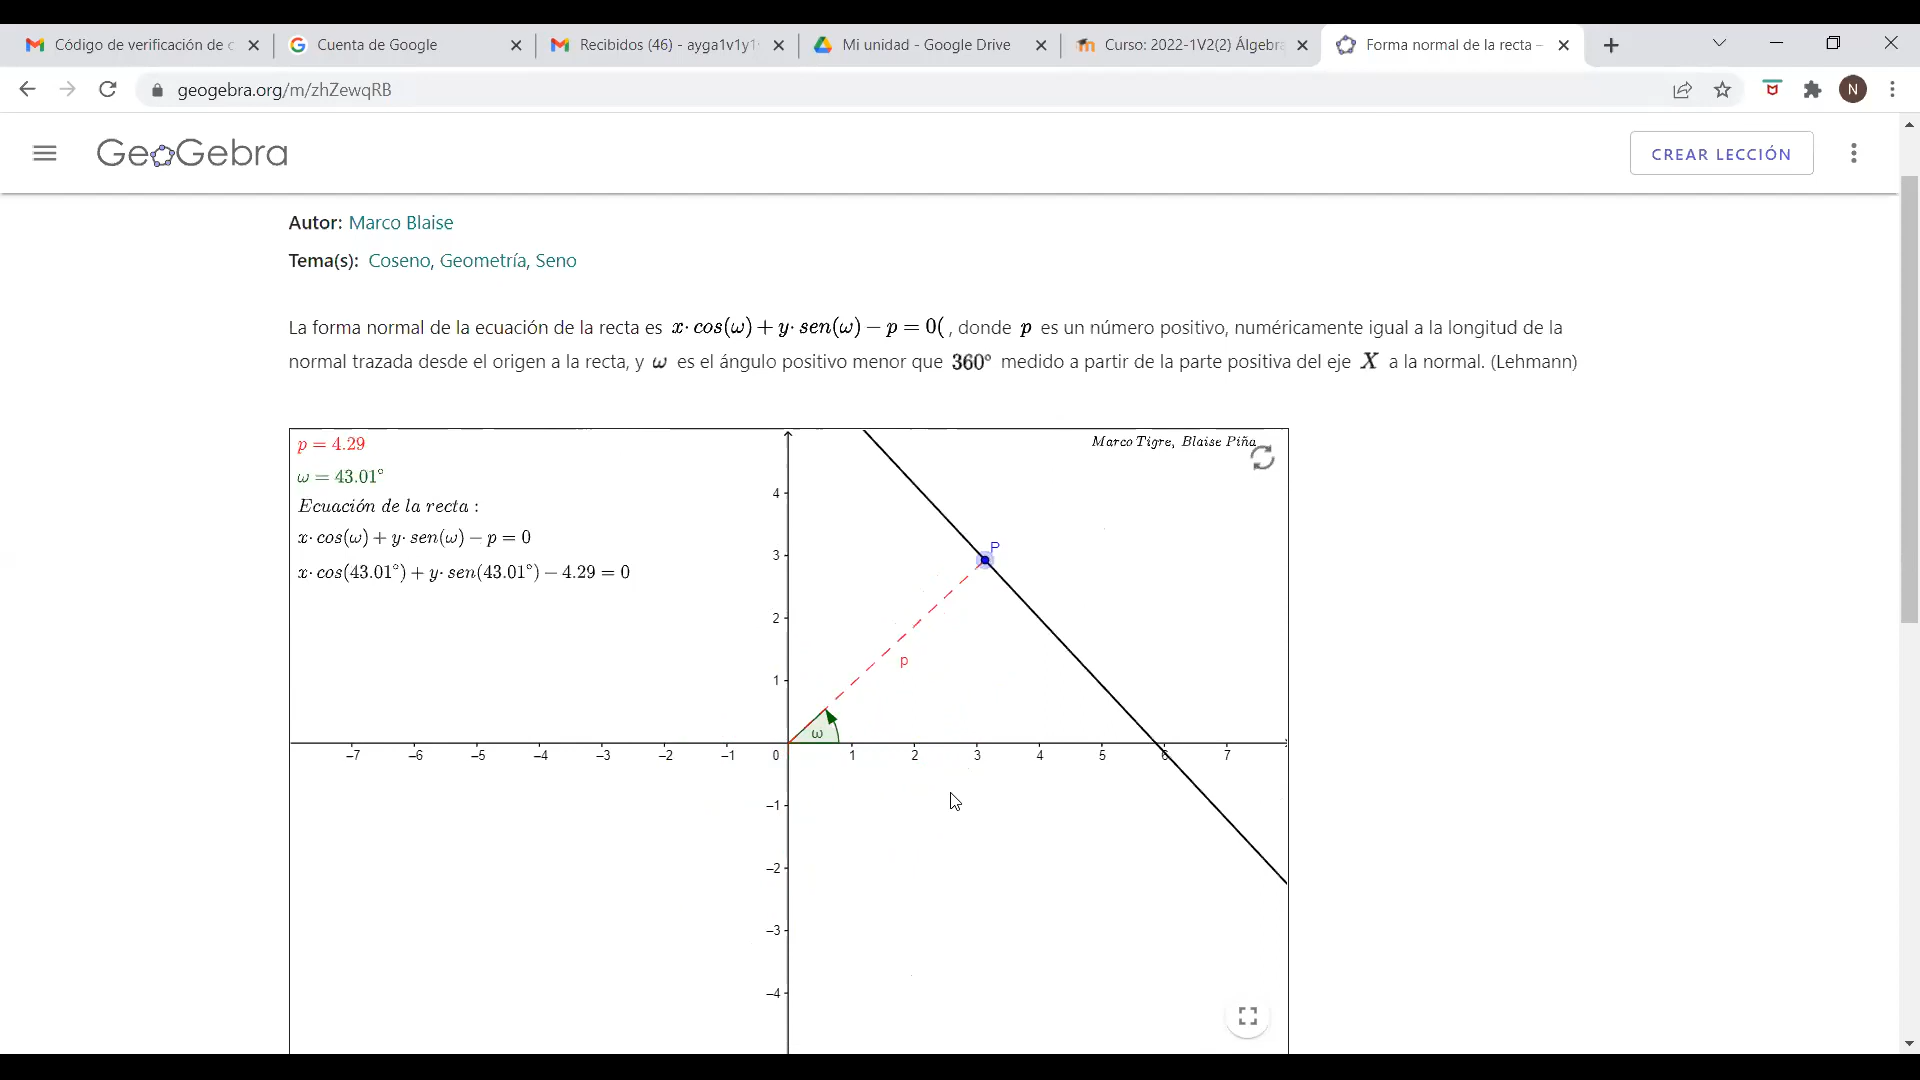 Código de verificación de c
Cuenta de Google
Recibidos (46) - ayga1v1y1
Mi unidad - Google Drive
Curso: 2022-1V2(2) Álgebra
Forma normal de la recta –
geogebra.org/m/zhZewqRB
N
GeoGebra
CREAR LECCIÓN
Autor: Marco Blaise
Tema(s): Coseno, Geometría, Seno
La forma normal de la ecuación de la recta es x· cos(ω) + y· sen(ω) − p = 0( , donde p es un número positivo, numéricamente igual a la longitud de la
normal trazada desde el origen a la recta, y ω es el ángulo positivo menor que 360° medido a partir de la parte positiva del eje X a la normal. (Lehmann)
p = 4.29
Marco Tigre, Blaise Piña
ω = 43.01°
Ecuación de la recta :
x· cos(ω) + y· sen(ω) − p = 0
x· cos(43.01°) + y· sen(43.01°) − 4.29 = 0
4
3
P
2
p
1
ω
–7 –6 –5 –4 –3 –2 –1 0 1 2 3 4 5 6 7
–1
–2
–3
–4